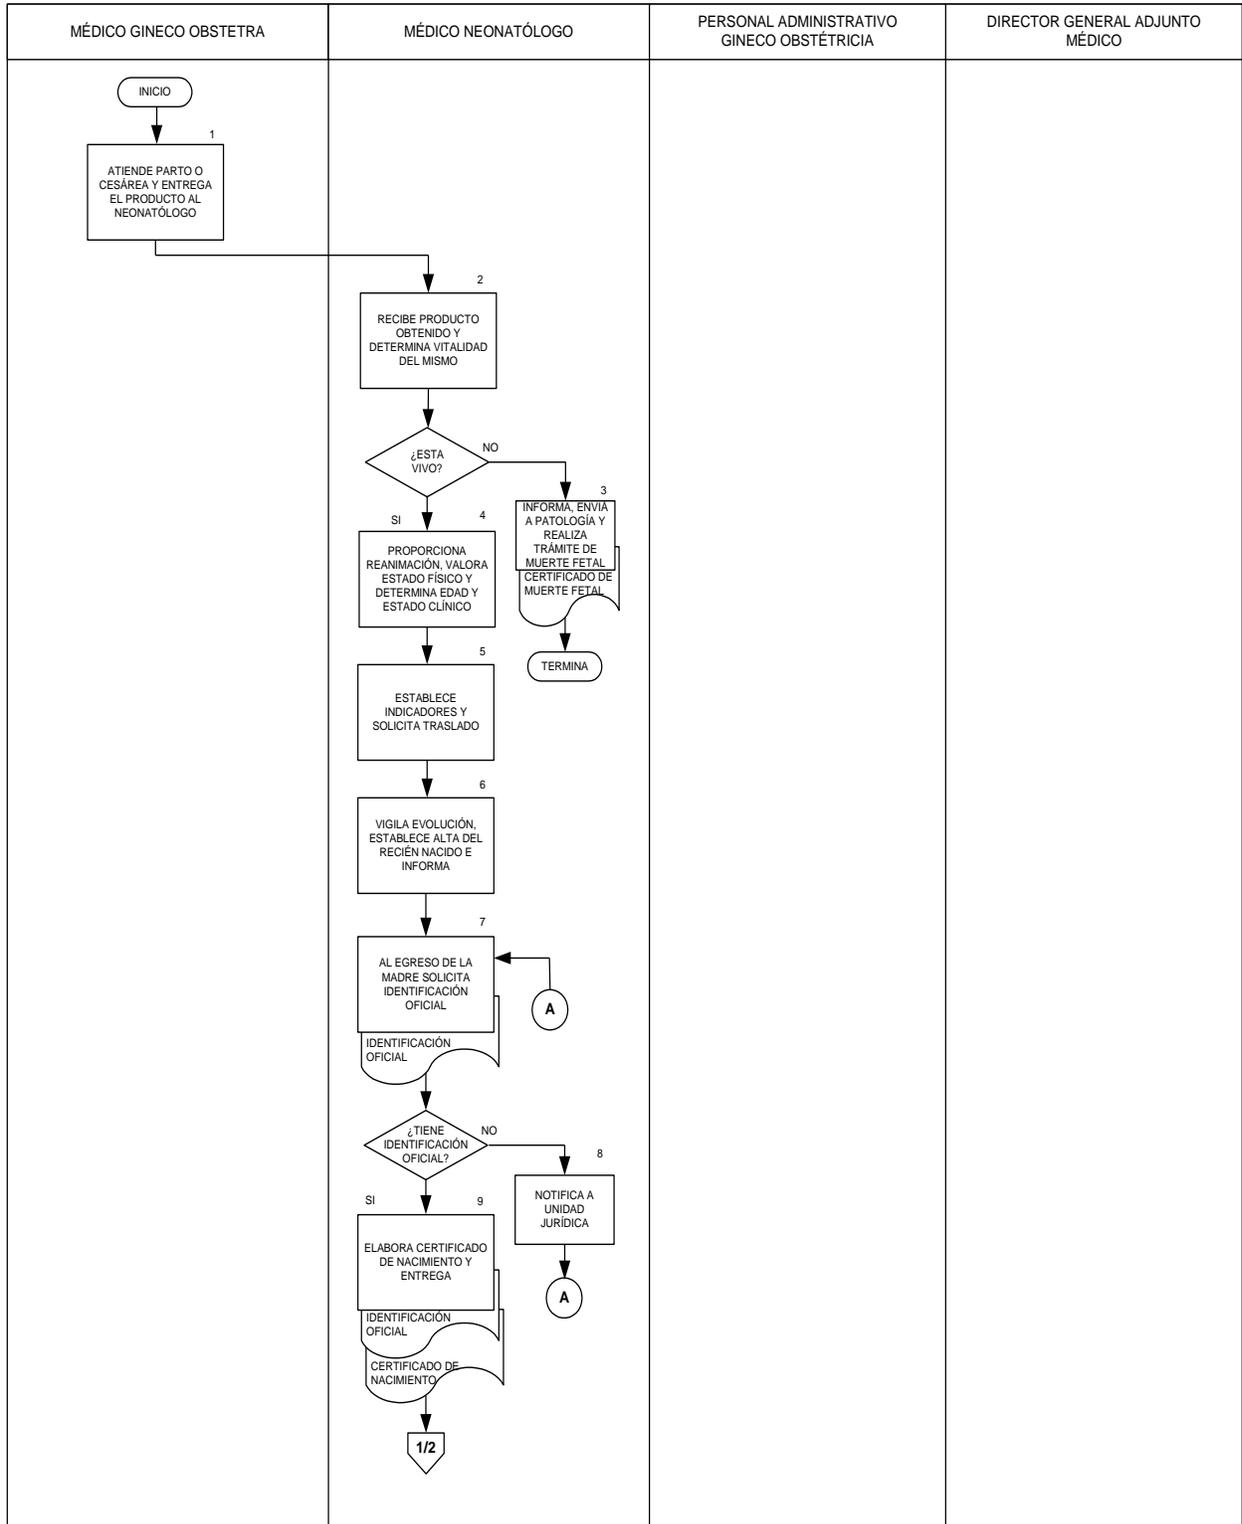 MÉDICO GINECO OBSTETRA
MÉDICO NEONATÓLOGO
PERSONAL ADMINISTRATIVO
GINECO OBSTÉTRICIA
DIRECTOR GENERAL ADJUNTO
MÉDICO
INICIO
1
ATIENDE PARTO O
CESÁREA Y ENTREGA
EL PRODUCTO AL
NEONATÓLOGO
2
RECIBE PRODUCTO
OBTENIDO Y
DETERMINA VITALIDAD
DEL MISMO
¿ESTA
VIVO?
NO
3
INFORMA, ENVIÁ
A PATOLOGÍA Y
REALIZA
TRÁMITE DE
MUERTE FETAL
CERTIFICADO DE
MUERTE FETAL
TERMINA
SI
4
PROPORCIONA
REANIMACIÓN, VALORA
ESTADO FÍSICO Y
DETERMINA EDAD Y
ESTADO CLÍNICO
5
ESTABLECE
INDICADORES Y
SOLICITA TRASLADO
6
VIGILA EVOLUCIÓN,
ESTABLECE ALTA DEL
RECIÉN NACIDO E
INFORMA
7
AL EGRESO DE LA
MADRE SOLICITA
IDENTIFICACIÓN
OFICIAL
A
IDENTIFICACIÓN
OFICIAL
¿TIENE
IDENTIFICACIÓN
OFICIAL?
NO
8
NOTIFICA A
UNIDAD
JURÍDICA
A
SI
9
ELABORA CERTIFICADO
DE NACIMIENTO Y
ENTREGA
IDENTIFICACIÓN
OFICIAL
CERTIFICADO DE
NACIMIENTO
1/2